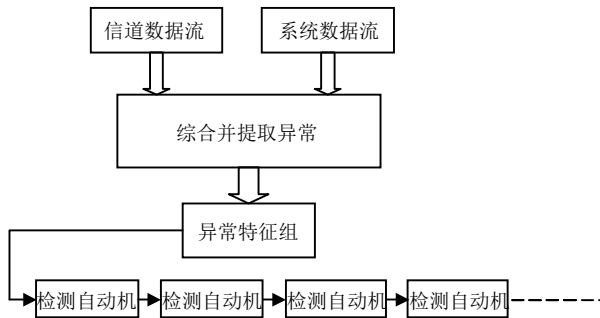 信道数据流
系统数据流
综合并提取异常
异常特征组
检测自动机
检测自动机
检测自动机
检测自动机